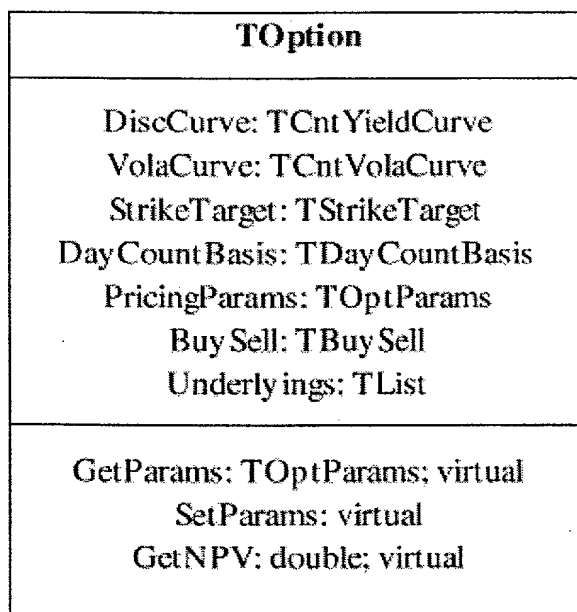 TOption
DiscCurve: TCntYieldCurve
VolaCurve: TCntVolaCurve
StrikeTarget: TStrikeTarget
DayCountBasis: TDayCountBasis
PricingParams: TOptParams
BuySell: TBuySell
Underlyings: TList
GetParams: TOptParams; virtual
SetParams: virtual
GetNPV: double; virtual